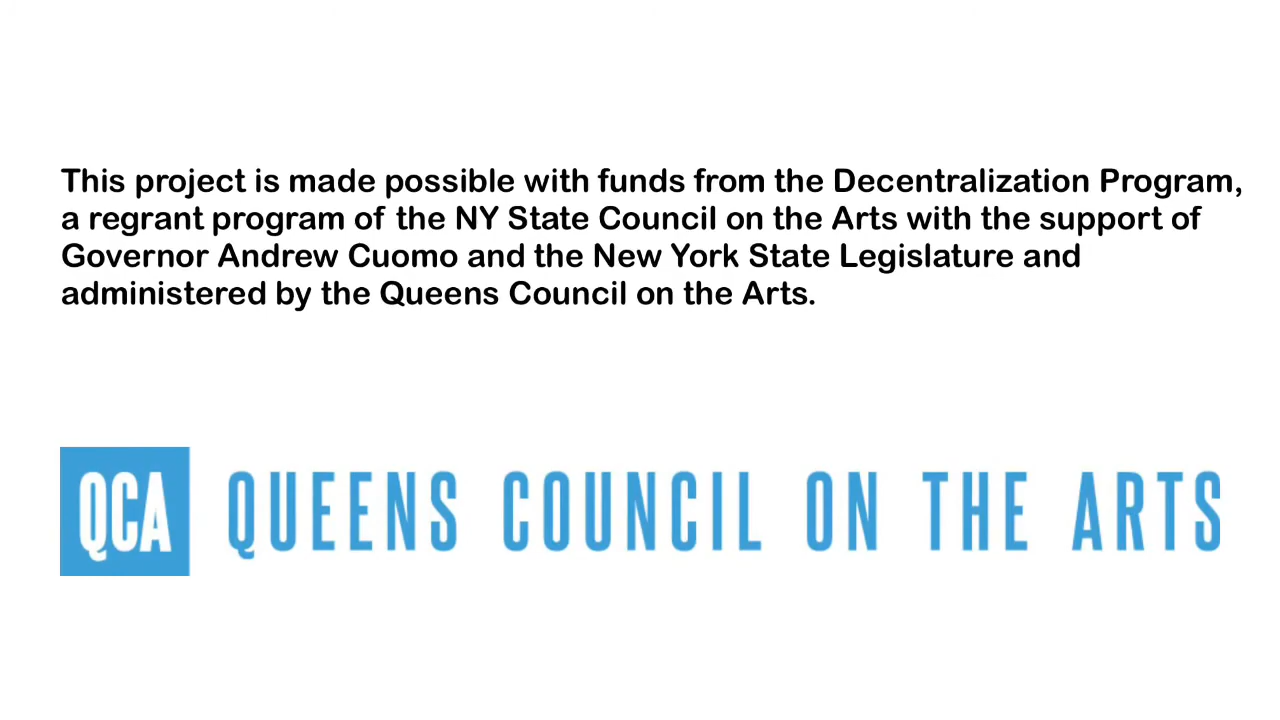 This project is made possible with funds from the Decentralization Program,
a regrant program of the NY State Council on the Arts with the support of
Governor Andrew Cuomo and the New York State Legislature and
administered by the Queens Council on the Arts.
QCA QUEENS COUNCIL ON THE ARTS